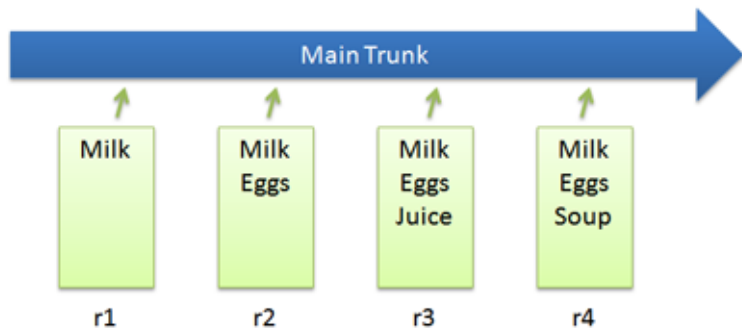 Main Trunk
Milk
Milk
Eggs
Milk
Eggs
Juice
Milk
Eggs
Soup
r1
r2
r3
r4